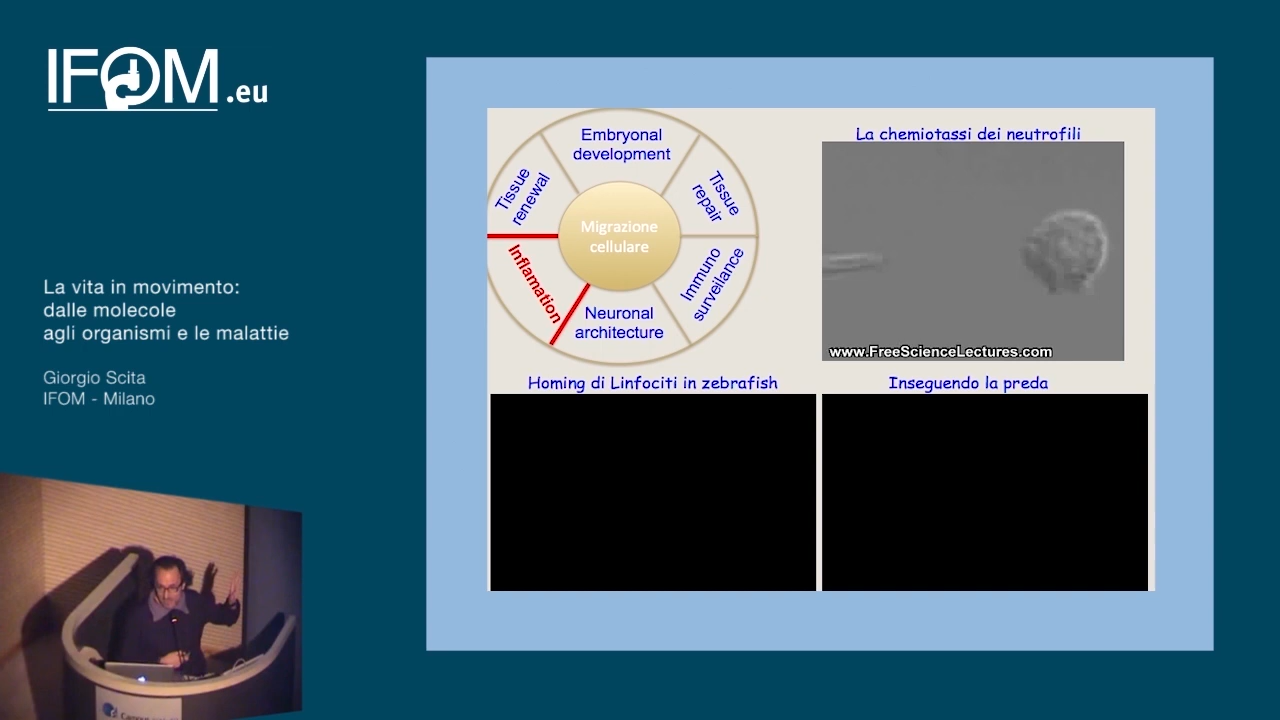 IFOM.eu
La vita in movimento:
dalle molecole
agli organismi e le malattie
Giorgio Scita
IFOM - Milano
Embryonal
development
Tissue
renewal
Tissue
repair
Migrazione
cellulare
Inflamation
Immuno
surveilance
Neuronal
architecture
La chemiotassi dei neutrofili
www.FreeScienceLectures.com
Homing di Linfociti in zebrafish
Inseguendo la preda